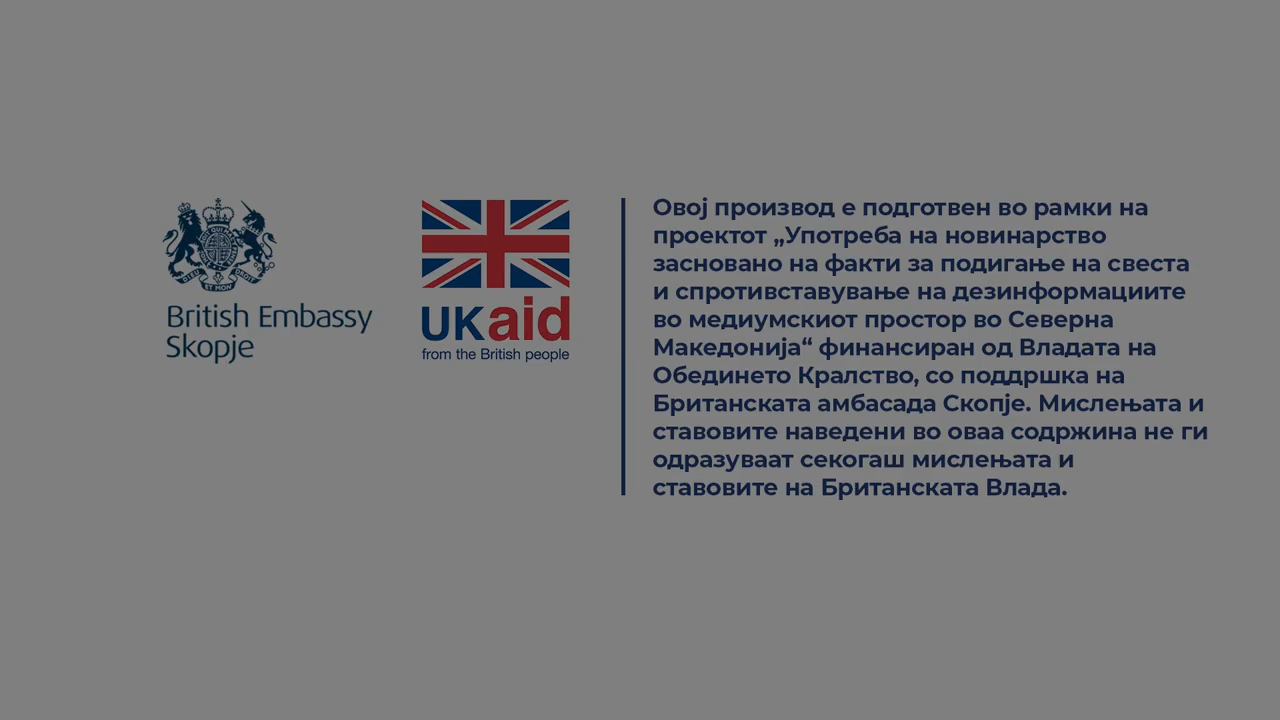 British Embassy
Skopje
UKaid
from the British people
Овој производ е подготвен во рамки на
проектот „Употреба на новинарство
засновано на факти за подигање на свеста
и спротивставување на дезинформациите
во медиумскиот простор во Северна
Македонија“ финансиран од Владата на
Обединето Кралство, со поддршка на
Британската амбасада Скопје. Мислењата и
ставовите наведени во оваа содржина не ги
одразуваат секогаш мислењата и
ставовите на Британската Влада.